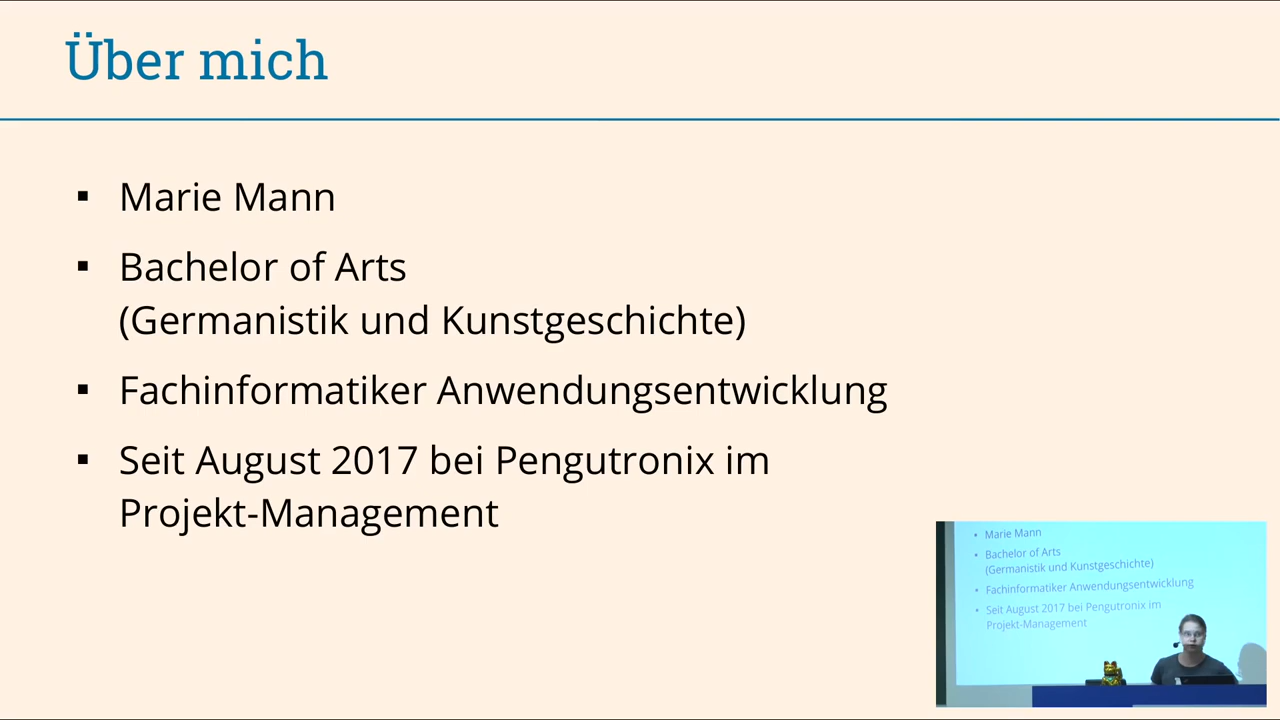 Über mich
▪ Marie Mann
▪ Bachelor of Arts
(Germanistik und Kunstgeschichte)
▪ Fachinformatiker Anwendungsentwicklung
▪ Seit August 2017 bei Pengutronix im
Projekt-Management
• Marie Mann
• Bachelor of Arts
(Germanistik und Kunstgeschichte)
• Fachinformatiker Anwendungsentwicklung
• Seit August 2017 bei Pengutronix im
Projekt-Management